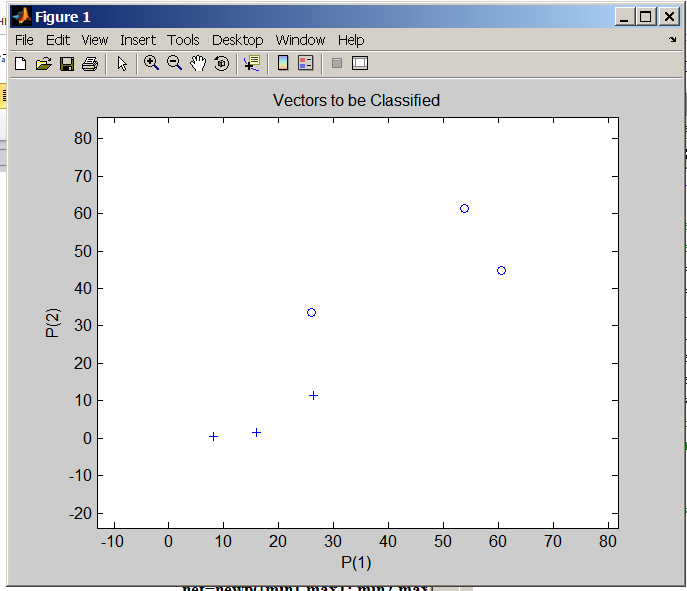 Figure 1
File Edit View Insert Tools Desktop Window Help
Vectors to be Classified
80
70
60
50
40
30
20
10
0
-10
-20
P(2)
-10 0 10 20 30 40 50 60 70 80
P(1)